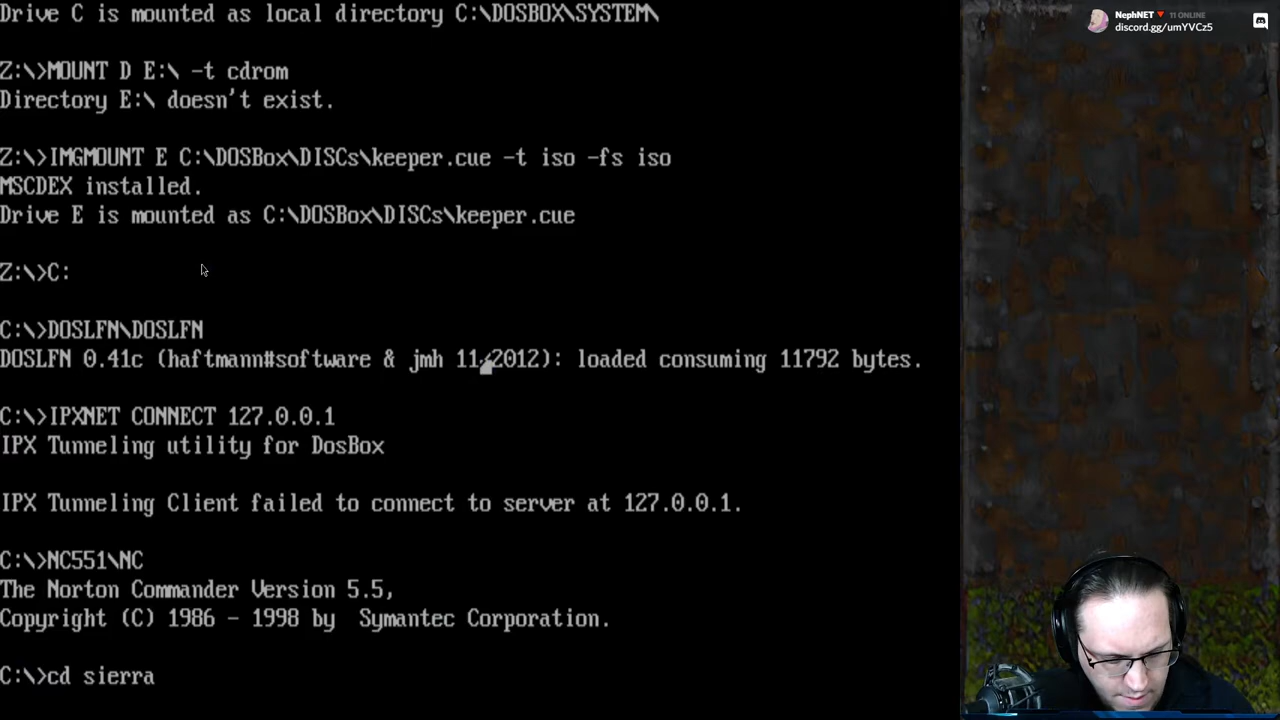 Drive C is mounted as local directory C:\DOSBOX\SYSTEM\
Z:\>MOUNT D E:\ -t cdrom
Directory E:\ doesn't exist.
Z:\>IMGMOUNT E C:\DOSBox\DISCs\keeper.cue -t iso -fs iso
MSCDEX installed.
Drive E is mounted as C:\DOSBox\DISCs\keeper.cue
Z:\>C:
C:\>DOSLFN\DOSLFN
DOSLFN 0.41c (haftmann#software & jmh 11/2012): loaded consuming 11792 bytes.
C:\>IPXNET CONNECT 127.0.0.1
IPX Tunneling utility for DosBox
IPX Tunneling Client failed to connect to server at 127.0.0.1.
C:\>NC551\NC
The Norton Commander Version 5.5,
Copyright (C) 1986 - 1998 by  Symantec Corporation.
C:\>cd sierra
NephNET 11 ONLINE
discord.gg/umYVCz5